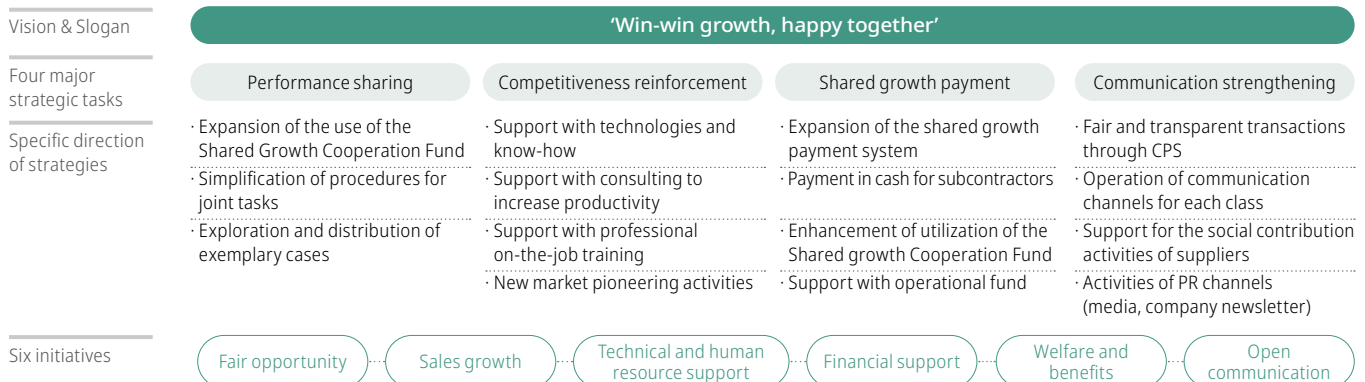 Vision & Slogan
'Win-win growth, happy together'
Four major
strategic tasks
Performance sharing
Competitiveness reinforcement
Shared growth payment
Communication strengthening
Specific direction
of strategies
· Expansion of the use of the
Shared Growth Cooperation Fund
· Simplification of procedures for
joint tasks
· Exploration and distribution of
exemplary cases
· Support with technologies and
know-how
· Support with consulting to
increase productivity
· Support with professional
on-the-job training
· New market pioneering activities
· Expansion of the shared growth
payment system
· Payment in cash for subcontractors
· Enhancement of utilization of the
Shared growth Cooperation Fund
· Support with operational fund
· Fair and transparent transactions
through CPS
· Operation of communication
channels for each class
· Support for the social contribution
activities of suppliers
· Activities of PR channels
(media, company newsletter)
Six initiatives
Fair opportunity
Sales growth
Technical and human
resource support
Financial support
Welfare and
benefits
Open
communication